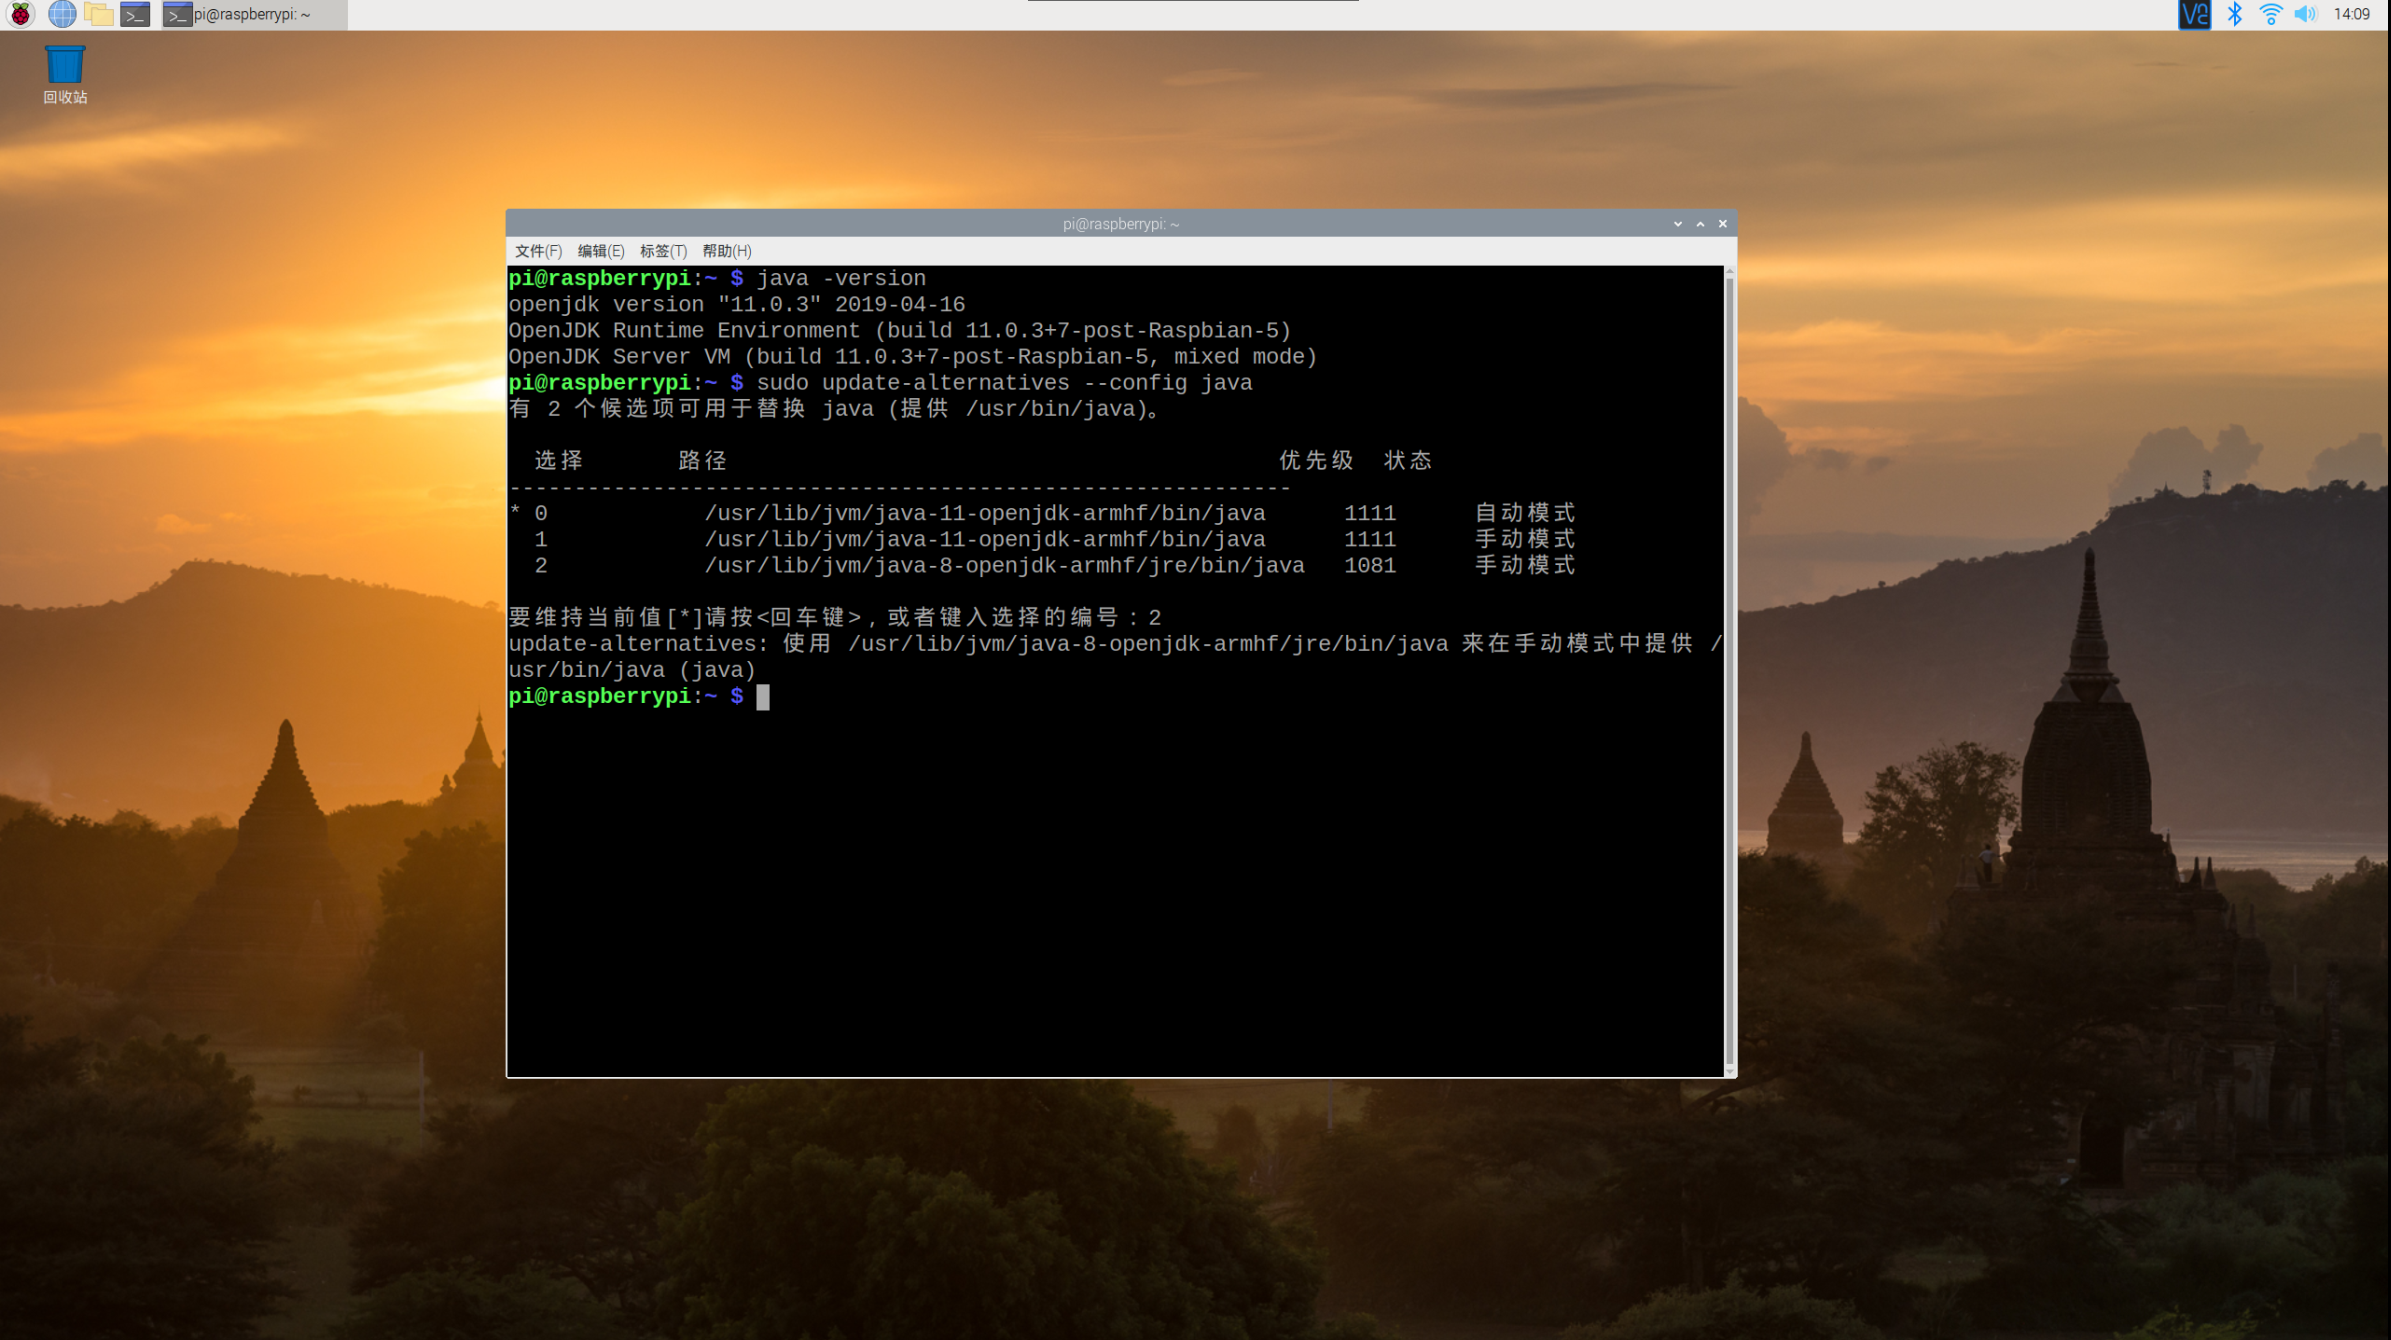 pi@raspberrypi: ~
14:09
回收站
pi@raspberrypi: ~
文件(F) 编辑(E) 标签(T) 帮助(H)
pi@raspberrypi:~ $ java -version
openjdk version "11.0.3" 2019-04-16
OpenJDK Runtime Environment (build 11.0.3+7-post-Raspbian-5)
OpenJDK Server VM (build 11.0.3+7-post-Raspbian-5, mixed mode)
pi@raspberrypi:~ $ sudo update-alternatives --config java
有 2 个候选项可用于替换 java (提供 /usr/bin/java)。
选择 路径 优先级 状态
------------------------------------------------------------
* 0 /usr/lib/jvm/java-11-openjdk-armhf/bin/java 1111 自动模式
1 /usr/lib/jvm/java-11-openjdk-armhf/bin/java 1111 手动模式
2 /usr/lib/jvm/java-8-openjdk-armhf/jre/bin/java 1081 手动模式
要维持当前值[*]请按<回车键>，或者键入选择的编号：2
update-alternatives: 使用 /usr/lib/jvm/java-8-openjdk-armhf/jre/bin/java 来在手动模式中提供 /
usr/bin/java (java)
pi@raspberrypi:~ $